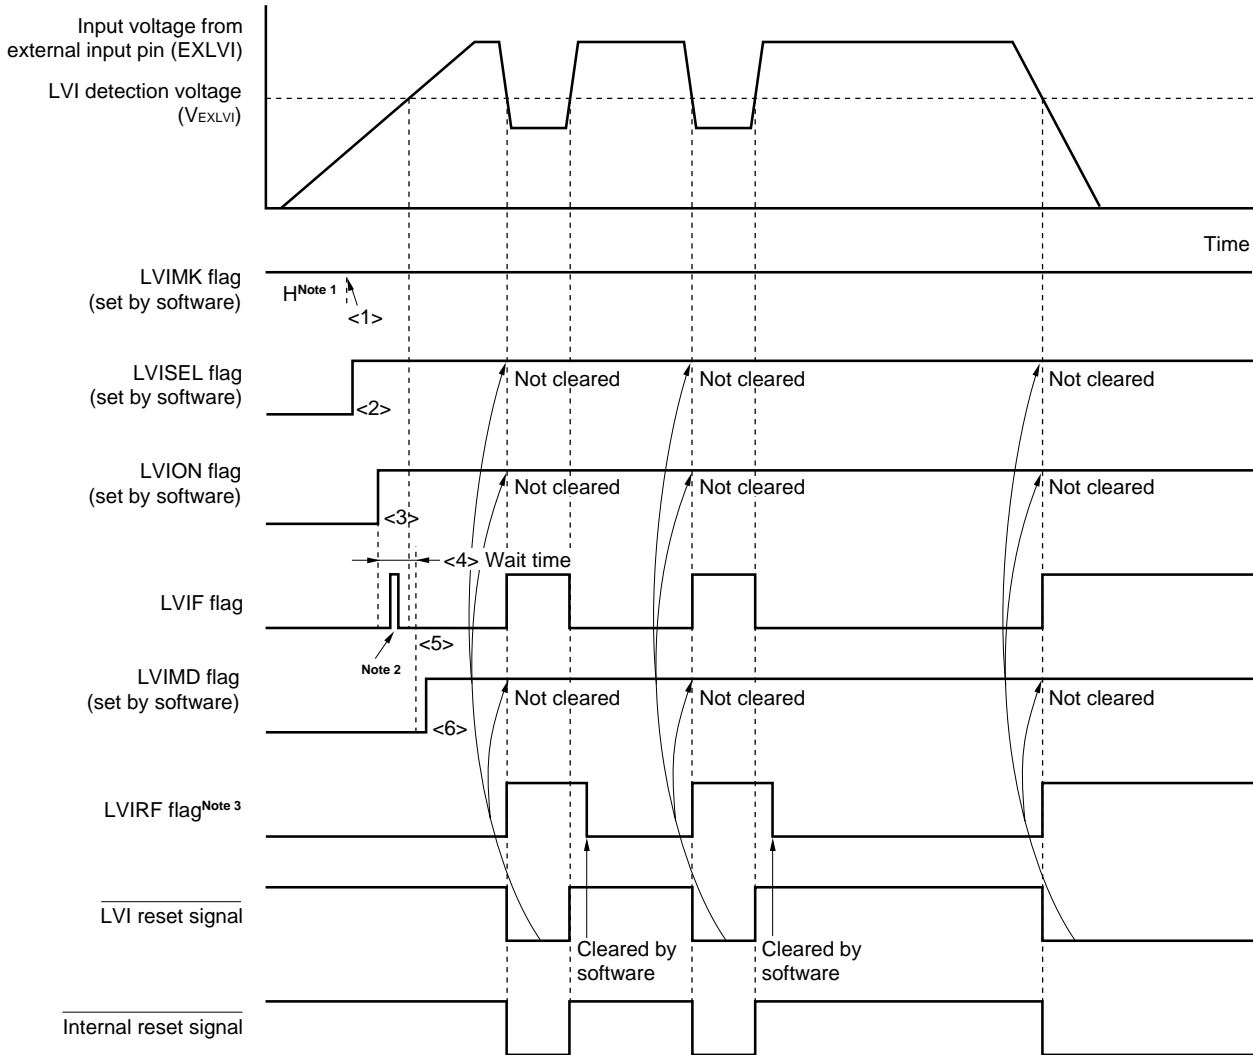 Input voltage from
external input pin (EXLVI)
LVI detection voltage
(VEXLVI)
Time
LVIMK flag
(set by software)
HNote 1
<1>
LVISEL flag
(set by software)
<2>
Not cleared
Not cleared
Not cleared
LVION flag
(set by software)
<3>
Not cleared
Not cleared
Not cleared
<4> Wait time
LVIF flag
Note 2
<5>
LVIMD flag
(set by software)
<6>
Not cleared
Not cleared
Not cleared
LVIRF flagNote 3
LVI reset signal
Cleared by
software
Cleared by
software
Internal reset signal